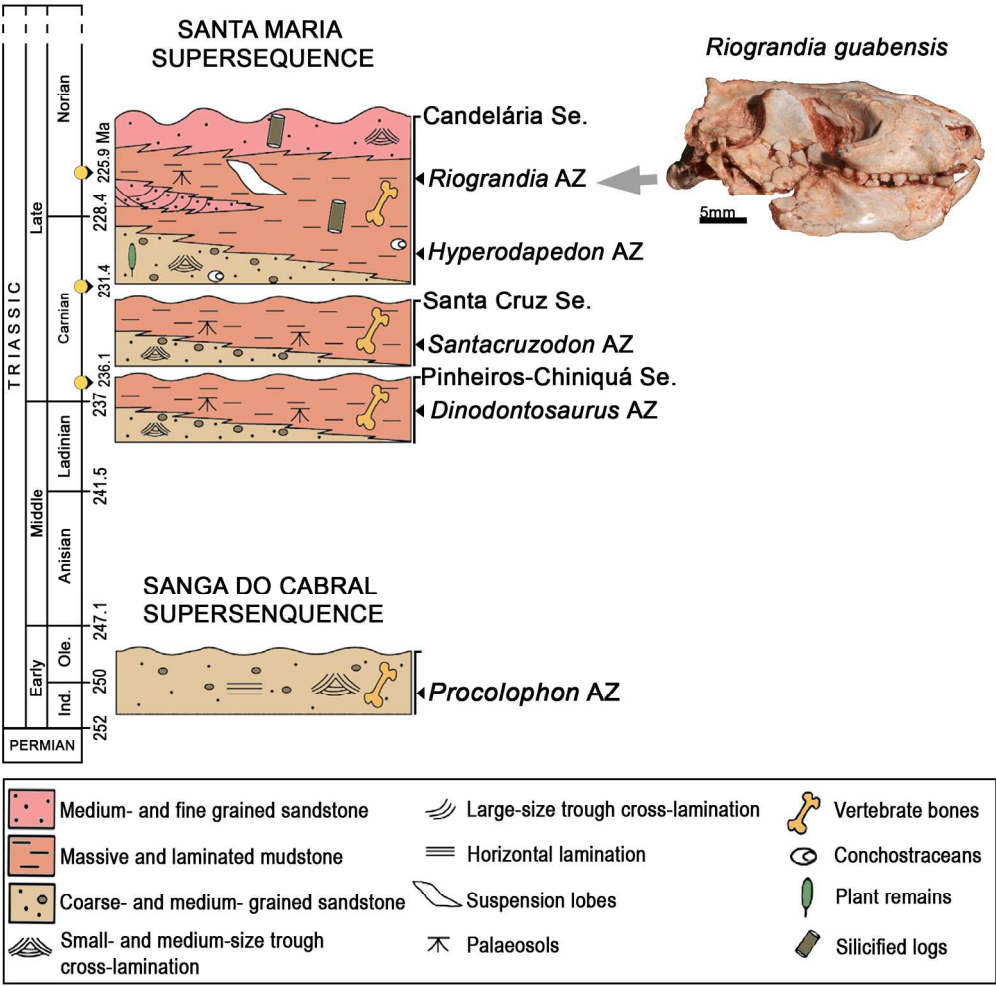 SANTA MARIA
SUPERSEQUENCE
Riograndia guabensis
5mm
Candelária Se.
Riograndia AZ
Hyperodapedon AZ
Santa Cruz Se.
Santacruzodon AZ
Pinheiros-Chiniquá Se.
Dinodontosaurus AZ
SANGA DO CABRAL
SUPERSENQUENCE
Procolophon AZ
TRIASSIC
Late
Middle
Early
Norian
Carnian
Ladinian
Anisian
Ole.
Ind.
225.9 Ma
228.4
231.4
236.1
237
241.5
247.1
250
252
PERMIAN
Medium- and fine grained sandstone
Massive and laminated mudstone
Coarse- and medium- grained sandstone
Small- and medium-size trough
cross-lamination
Large-size trough cross-lamination
Horizontal lamination
Suspension lobes
Palaeosols
Vertebrate bones
Conchostraceans
Plant remains
Silicified logs